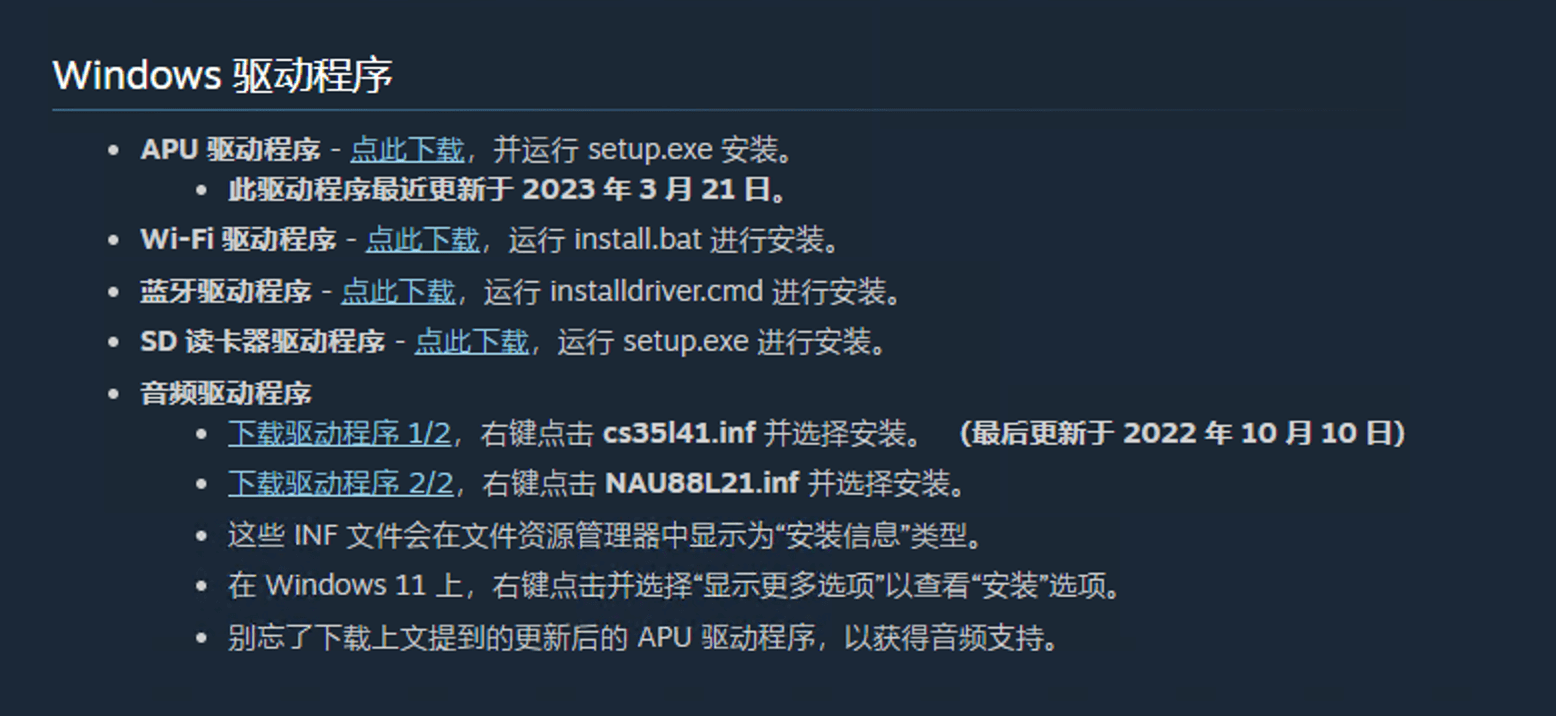 Windows 驱动程序
APU 驱动程序 - 点此下载，并运行 setup.exe 安装。
此驱动程序最近更新于 2023 年 3 月 21 日。
Wi-Fi 驱动程序 - 点此下载，运行 install.bat 进行安装。
蓝牙驱动程序 - 点此下载，运行 installdriver.cmd 进行安装。
SD 读卡器驱动程序 - 点此下载，运行 setup.exe 进行安装。
音频驱动程序
下载驱动程序 1/2，右键点击 cs35l41.inf 并选择安装。 (最后更新于 2022 年 10 月 10 日)
下载驱动程序 2/2，右键点击 NAU88L21.inf 并选择安装。
这些 INF 文件会在文件资源管理器中显示为“安装信息”类型。
在 Windows 11 上，右键点击并选择“显示更多选项”以查看“安装”选项。
别忘了下载上文提到的更新后的 APU 驱动程序，以获得音频支持。